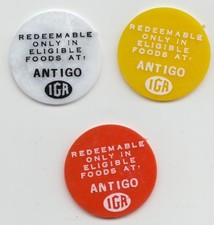 REDEEMABLE
ONLY IN
ELIGIBLE
FOODS AT:
ANTIGO
IGA
REDEEMABLE
ONLY IN
ELIGIBLE
FOODS AT:
ANTIGO
IGA
REDEEMABLE
ONLY IN
ELIGIBLE
FOODS AT:
ANTIGO
IGA